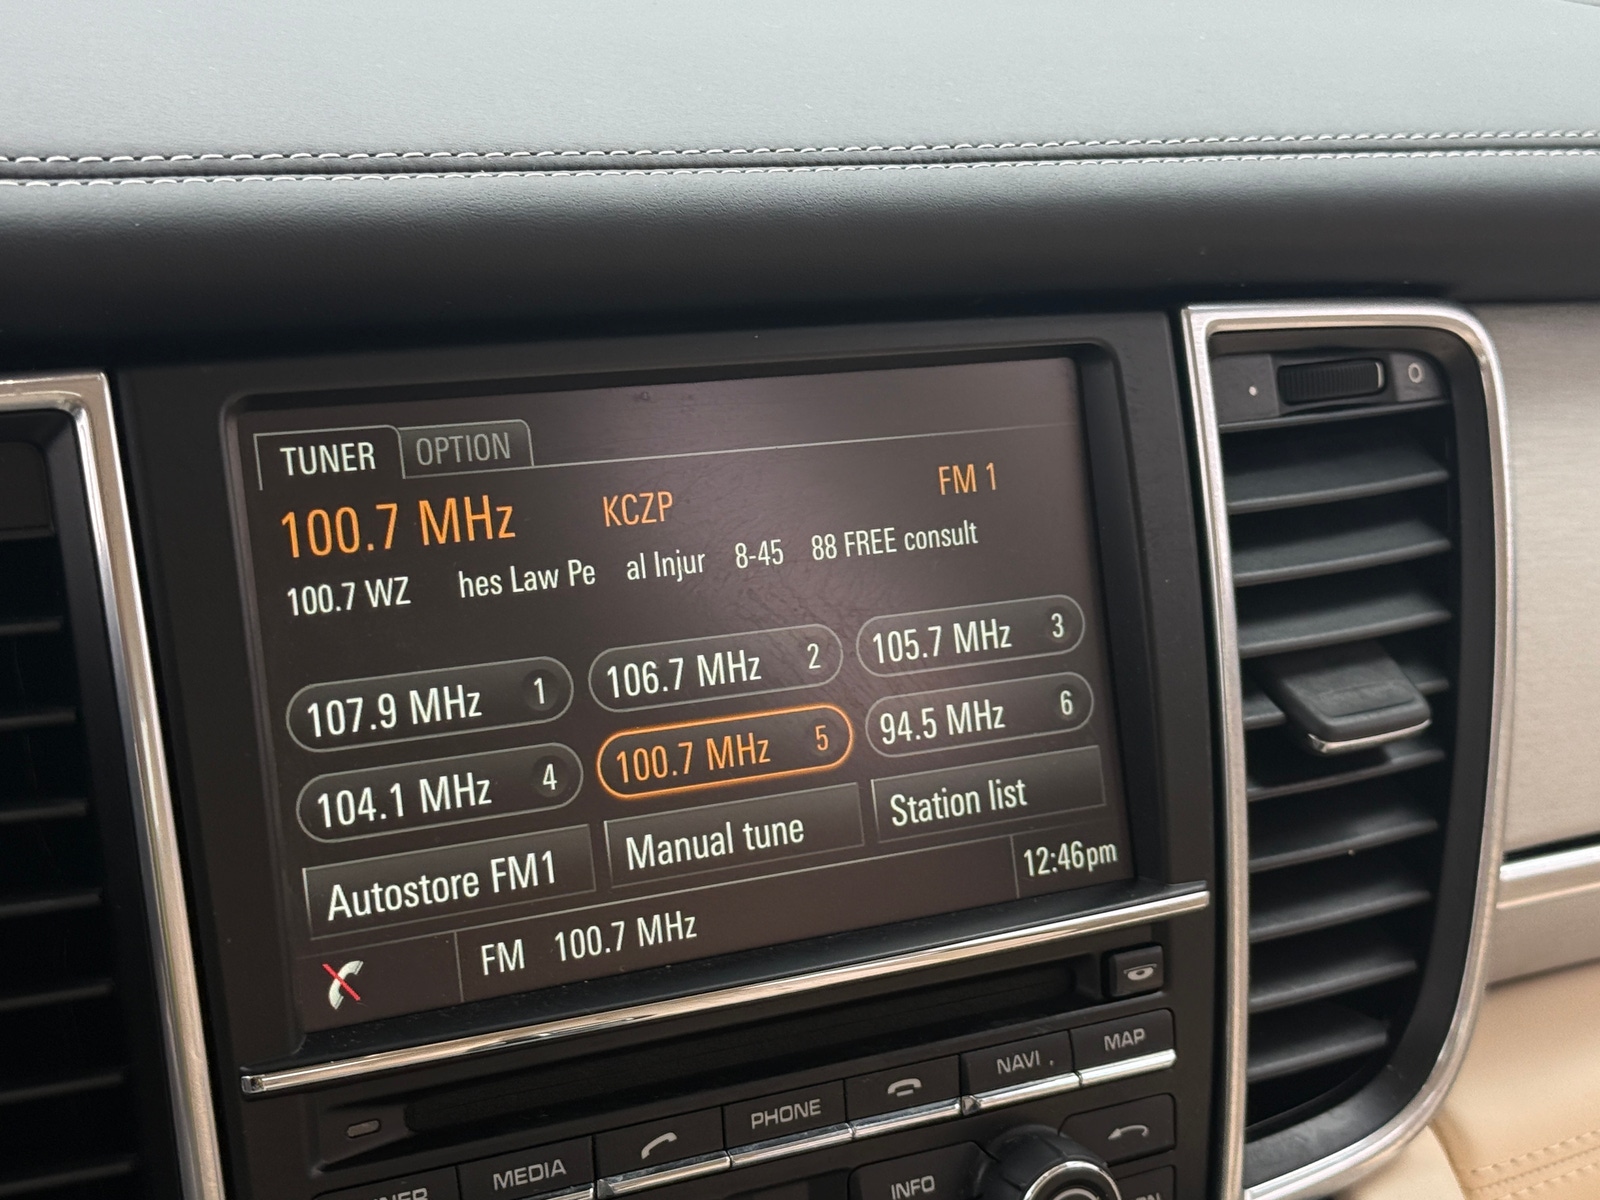 TUNER OPTION
100.7 MHz KCZP FM 1
100.7 WZ hes Law Pe al Injur 8-45 88 FREE consult
107.9 MHz 1 106.7 MHz 2 105.7 MHz 3
104.1 MHz 4 100.7 MHz 5 94.5 MHz 6
Autostore FM1 Manual tune Station list
FM 100.7 MHz 12:46pm
MEDIA PHONE NAVI MAP
INFO